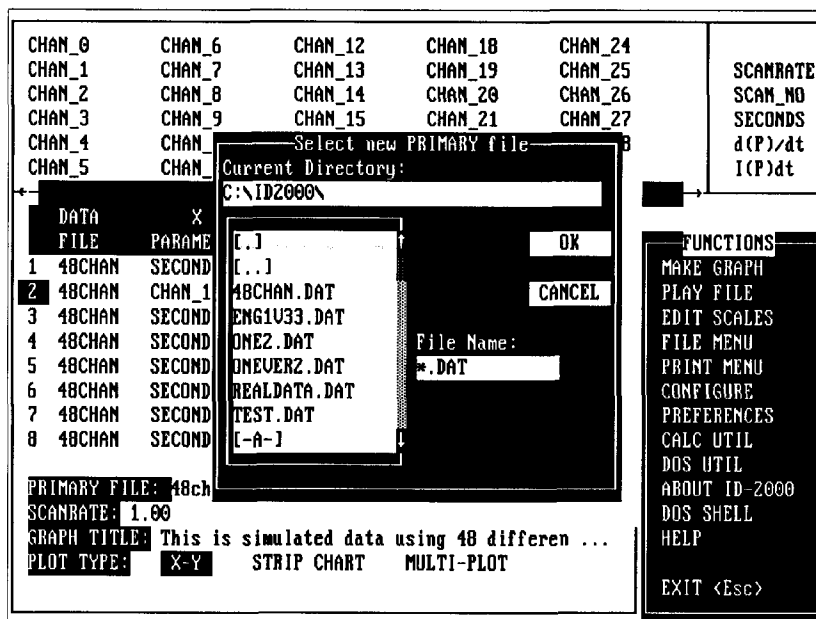 CHAN_0 CHAN_6 CHAN_12 CHAN_18 CHAN_24
CHAN_1 CHAN_7 CHAN_13 CHAN_19 CHAN_25 SCANRATE
CHAN_2 CHAN_8 CHAN_14 CHAN_20 CHAN_26 SCAN_NO
CHAN_3 CHAN_9 CHAN_15 CHAN_21 CHAN_27 SECONDS
CHAN_4 CHAN_ 8 d(P)/dt
CHAN_5 CHAN_ I(P)dt
Select new PRIMARY file
Current Directory:
C:\ID2000\
DATA X
FILE PARAME
1 48CHAN SECOND
2 48CHAN CHAN_1
3 48CHAN SECOND
4 48CHAN SECOND
5 48CHAN SECOND
6 48CHAN SECOND
7 48CHAN SECOND
8 48CHAN SECOND
[.]
[..]
48CHAN.DAT
ENG1V33.DAT
ONE2.DAT
ONEVER2.DAT
REALDATA.DAT
TEST.DAT
[-A-]
OK
CANCEL
File Name:
*.DAT
FUNCTIONS
MAKE GRAPH
PLAY FILE
EDIT SCALES
FILE MENU
PRINT MENU
CONFIGURE
PREFERENCES
CALC UTIL
DOS UTIL
ABOUT ID-2000
DOS SHELL
HELP
EXIT <Esc>
PRIMARY FILE: 48ch
SCANRATE: 1.00
GRAPH TITLE: This is simulated data using 48 differen ...
PLOT TYPE: X-Y STRIP CHART MULTI-PLOT